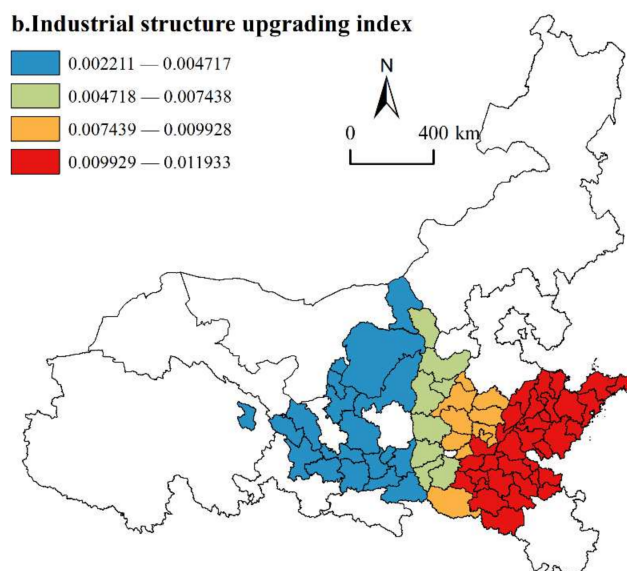 b.Industrial structure upgrading index
0.002211 — 0.004717
0.004718 — 0.007438
0.007439 — 0.009928
0.009929 — 0.011933
N
0 400 km